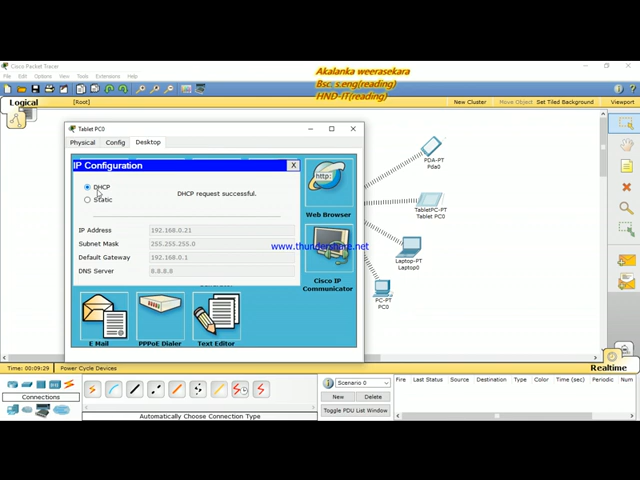 Cisco Packet Tracer
File Edit Options View Tools Extensions Help
Akalanka weerasekara
Bsc. s.eng(reading)
HND-IT(reading)
Logical
[Root]
New Cluster
Move Object
Set Tiled Background
Viewport
Tablet PC0
Physical
Config
Desktop
IP Configuration
X
DHCP
Static
DHCP request successful.
IP Address
192.168.0.21
Subnet Mask
255.255.255.0
Default Gateway
192.168.0.1
DNS Server
8.8.8.8
http:
Web Browser
Cisco IP
Communicator
E Mail
PPPoE Dialer
Text Editor
www.thundershare.net
PDA-PT
Pda0
TabletPC-PT
Tablet PC0
Laptop-PT
Laptop0
PC-PT
PC0
Time: 00:09:29
Power Cycle Devices
Realtime
Connections
Automatically Choose Connection Type
Scenario 0
New
Delete
Toggle PDU List Window
Fire
Last Status
Source
Destination
Type
Color
Time (sec)
Periodic
Num